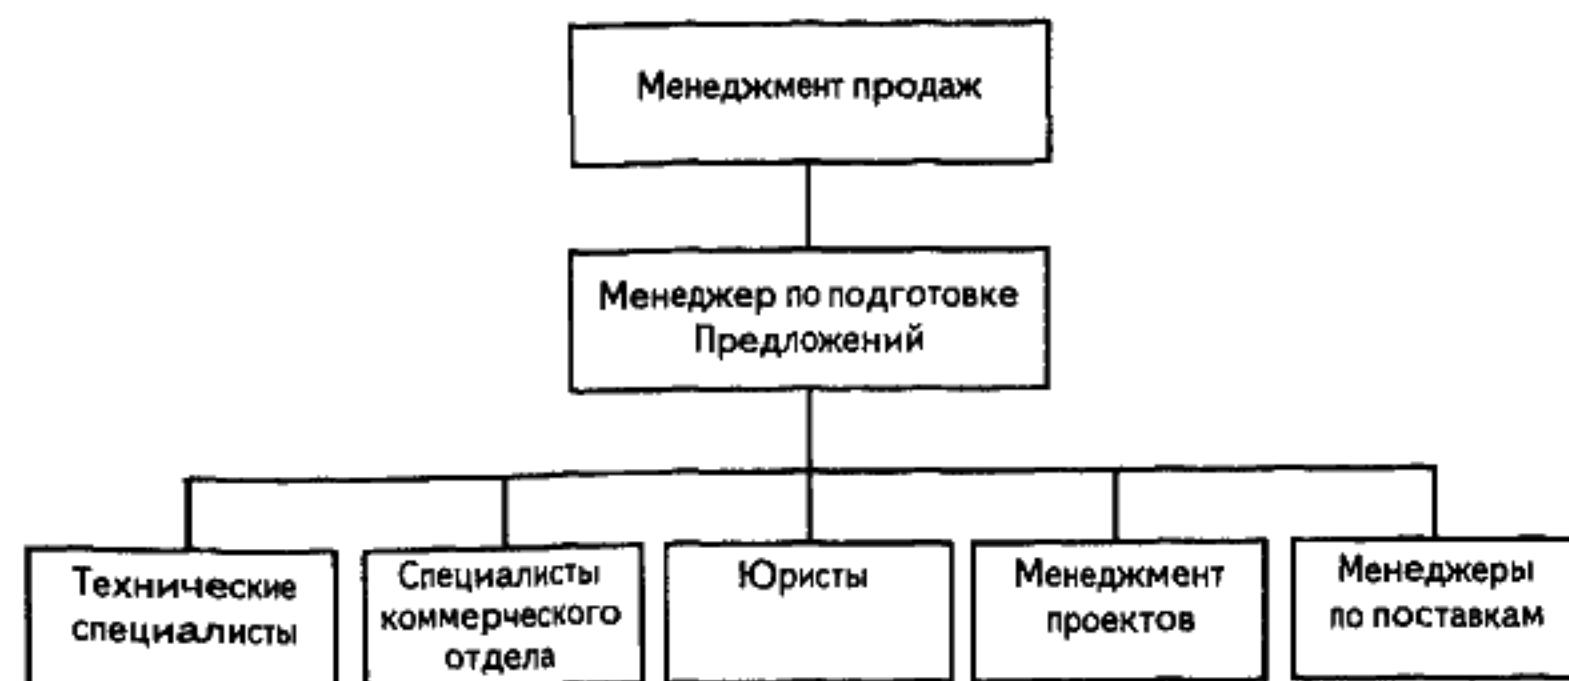 Менеджмент продаж
Менеджер по подготовке
Предложений
Технические
специалисты
Специалисты
коммерческого
отдела
Юристы
Менеджмент
проектов
Менеджеры
по поставкам